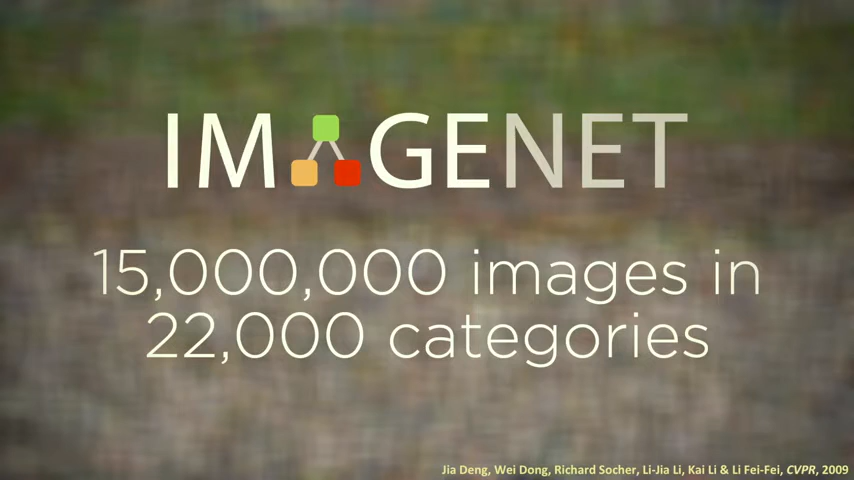 IMAGENET
15,000,000 images in
22,000 categories
Jia Deng, Wei Dong, Richard Socher, Li-Jia Li, Kai Li & Li Fei-Fei, CVPR, 2009